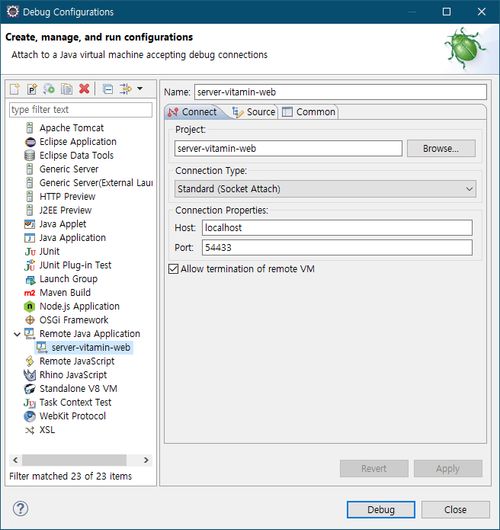 Debug Configurations
Create, manage, and run configurations
Attach to a Java virtual machine accepting debug connections
type filter text
Apache Tomcat
Eclipse Application
Eclipse Data Tools
Generic Server
Generic Server(External Laun
HTTP Preview
J2EE Preview
Java Applet
Java Application
JUnit
JUnit Plug-in Test
Launch Group
Maven Build
Node.js Application
OSGi Framework
Remote Java Application
server-vitamin-web
Remote JavaScript
Rhino JavaScript
Standalone V8 VM
Task Context Test
WebKit Protocol
XSL
Filter matched 23 of 23 items
Name: server-vitamin-web
Connect Source Common
Project:
server-vitamin-web Browse...
Connection Type:
Standard (Socket Attach)
Connection Properties:
Host: localhost
Port: 54433
Allow termination of remote VM
Revert Apply
Debug Close